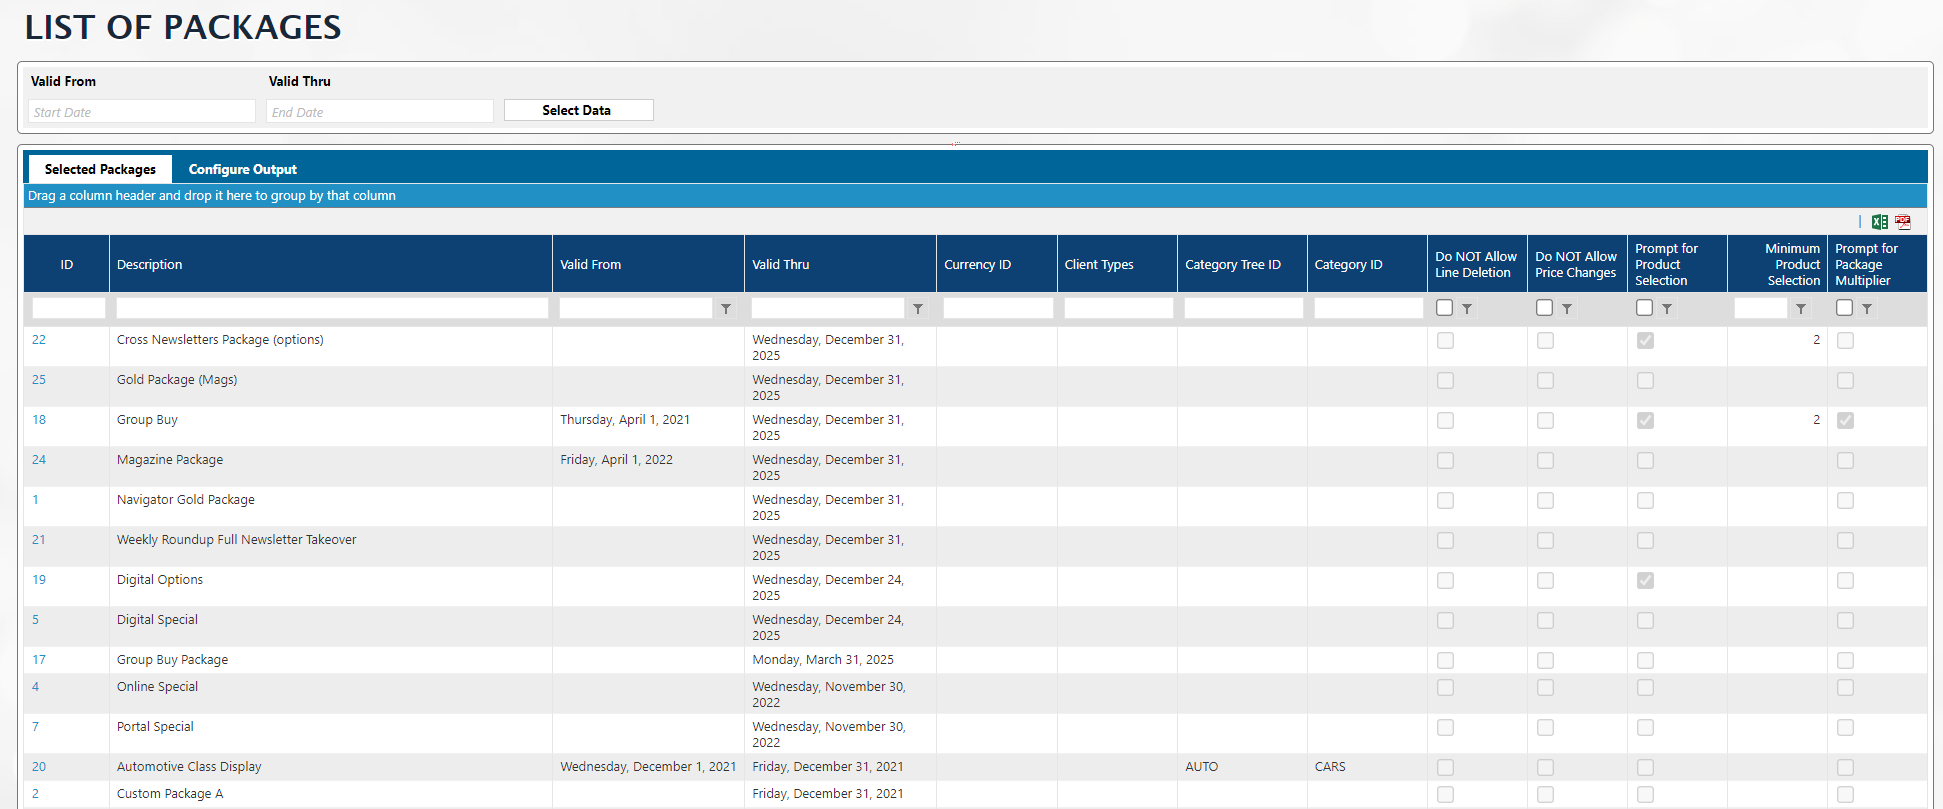 LIST OF PACKAGES
Valid From Valid Thru
Start Date End Date Select Data
Selected Packages Configure Output
Drag a column header and drop it here to group by that column
ID Description Valid From Valid Thru Currency ID Client Types Category Tree ID Category ID Do NOT Allow Line Deletion Do NOT Allow Price Changes Prompt for Product Selection Minimum Product Selection Prompt for Package Multiplier
22 Cross Newsletters Package (options) Wednesday, December 31, 2025 2
25 Gold Package (Mags) Wednesday, December 31, 2025
18 Group Buy Thursday, April 1, 2021 Wednesday, December 31, 2025 2
24 Magazine Package Friday, April 1, 2022 Wednesday, December 31, 2025
1 Navigator Gold Package Wednesday, December 31, 2025
21 Weekly Roundup Full Newsletter Takeover Wednesday, December 31, 2025
19 Digital Options Wednesday, December 24, 2025
5 Digital Special Wednesday, December 24, 2025
17 Group Buy Package Monday, March 31, 2025
4 Online Special Wednesday, November 30, 2022
7 Portal Special Wednesday, November 30, 2022
20 Automotive Class Display Wednesday, December 1, 2021 Friday, December 31, 2021 AUTO CARS
2 Custom Package A Friday, December 31, 2021